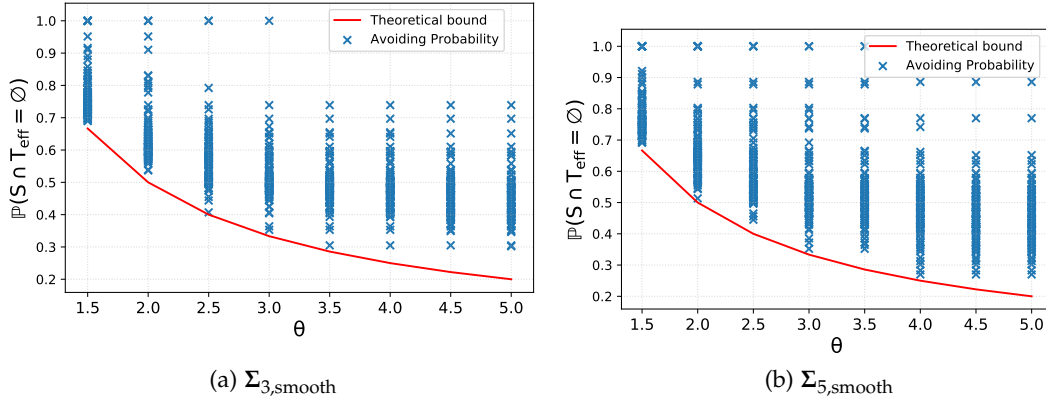 Theoretical bound
Avoiding Probability
1.0
0.9
0.8
0.7
0.6
0.5
0.4
0.3
0.2
ℙ(S ∩ T_eff = ∅)
1.5 2.0 2.5 3.0 3.5 4.0 4.5 5.0
θ
(a) Σ_3,smooth
Theoretical bound
Avoiding Probability
1.0
0.9
0.8
0.7
0.6
0.5
0.4
0.3
0.2
ℙ(S ∩ T_eff = ∅)
1.5 2.0 2.5 3.0 3.5 4.0 4.5 5.0
θ
(b) Σ_5,smooth